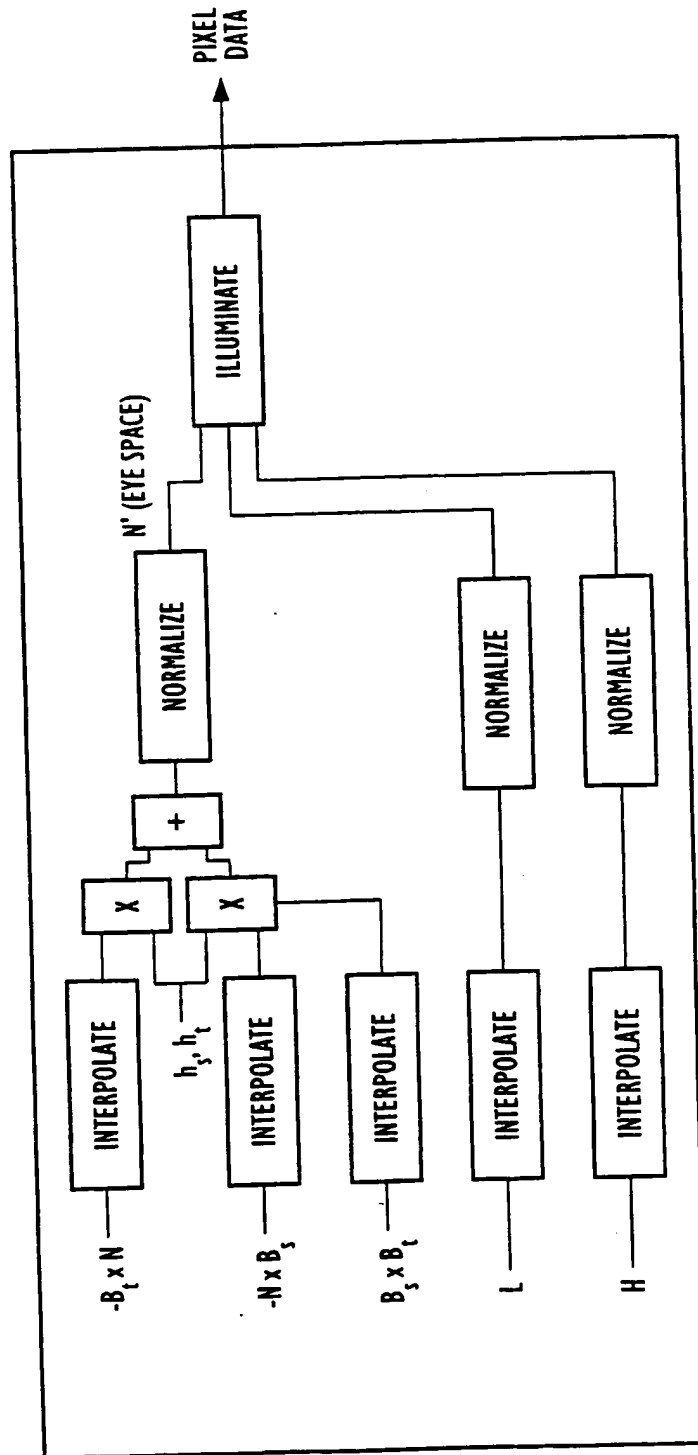 -B_t x N
INTERPOLATE
X
h_s, h_t
+
NORMALIZE
N' (EYE SPACE)
ILLUMINATE
PIXEL
DATA
-N x B_s
INTERPOLATE
X
B_s x B_t
INTERPOLATE
L
INTERPOLATE
NORMALIZE
H
INTERPOLATE
NORMALIZE